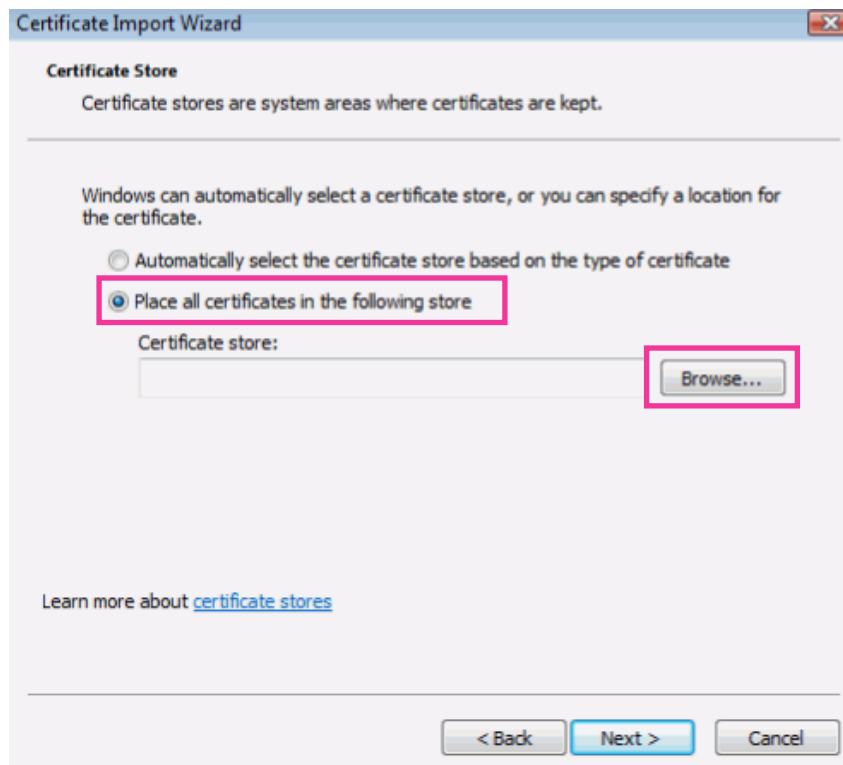 Certificate Import Wizard
Certificate Store
Certificate stores are system areas where certificates are kept.
Windows can automatically select a certificate store, or you can specify a location for
the certificate.
Automatically select the certificate store based on the type of certificate
Place all certificates in the following store
Certificate store:
Browse...
Learn more about certificate stores
< Back
Next >
Cancel